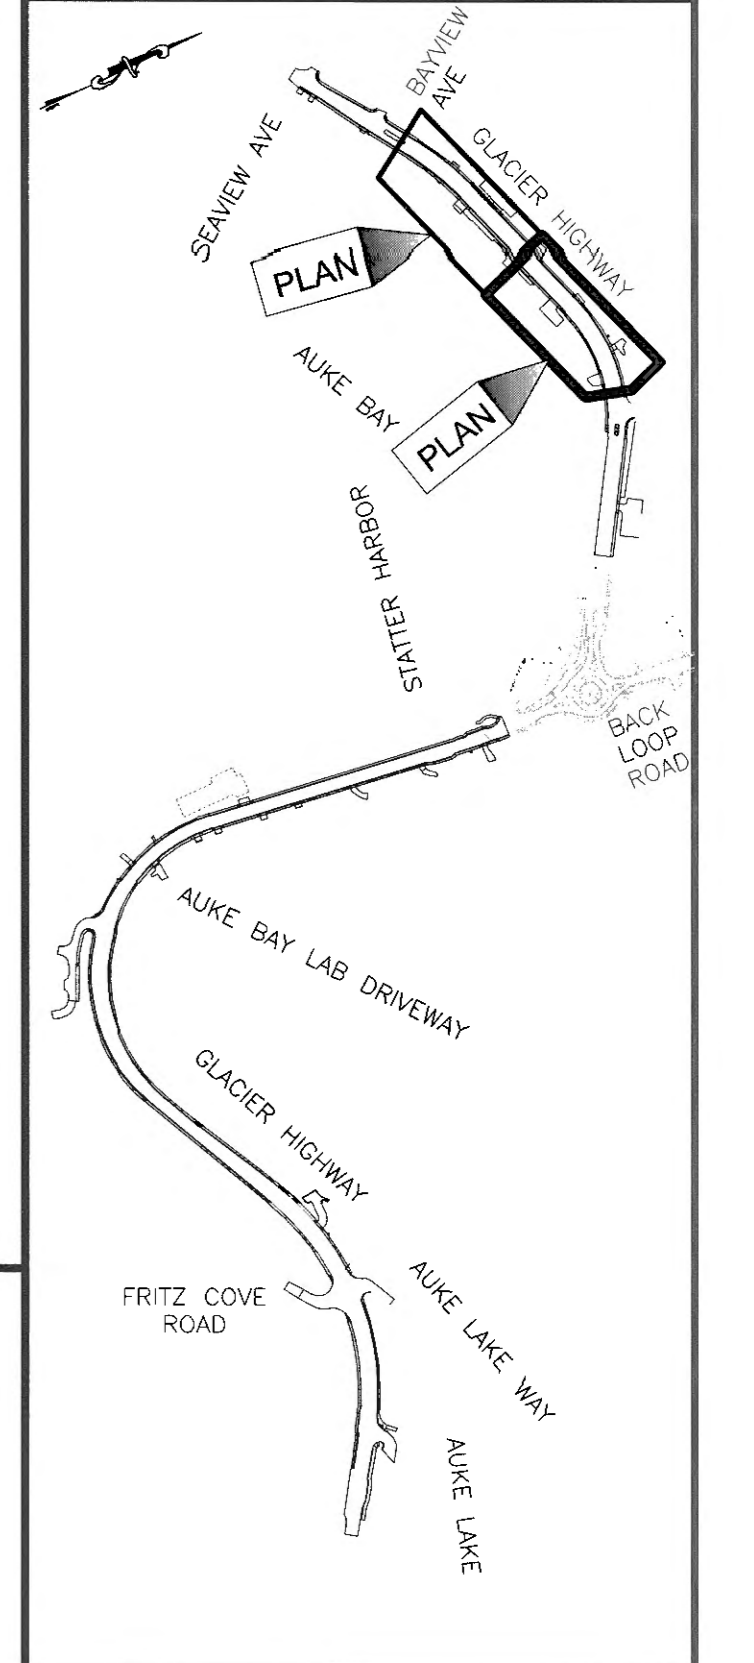 BAYVIEW
AVE
SEAVIEW AVE
GLACIER HIGHWAY
PLAN
AUKE BAY
PLAN
STATTER HARBOR
BACK
LOOP
ROAD
AUKE BAY LAB DRIVEWAY
GLACIER HIGHWAY
FRITZ COVE
ROAD
AUKE LAKE WAY
AUKE LAKE